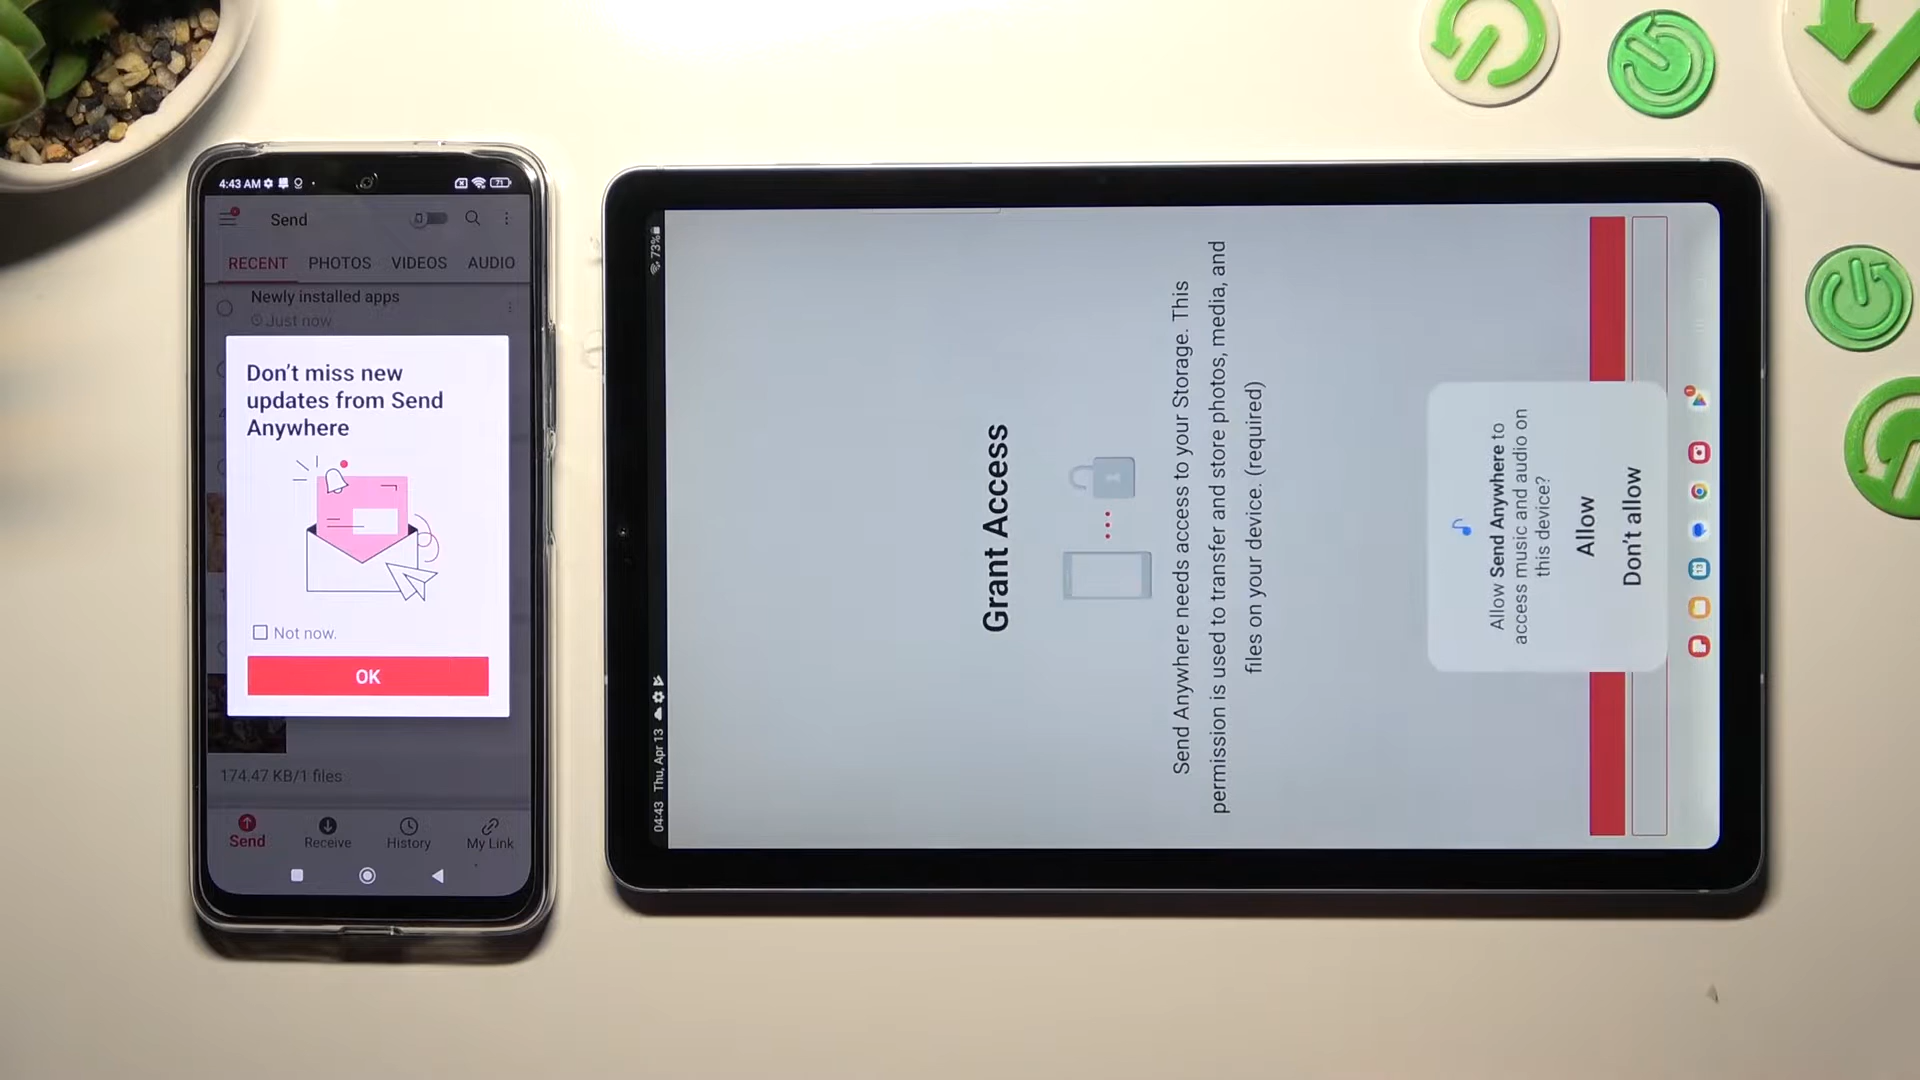 4:43 AM
71
Send
RECENT PHOTOS VIDEOS AUDIO
Newly installed apps
Just now
Don't miss new
updates from Send
Anywhere
Not now.
OK
174.47 KB/1 files
Send
Receive
History
My Link
04:43 Thu, Apr 13
73%
Grant Access
Send Anywhere needs access to your Storage. This
permission is used to transfer and store photos, media, and
files on your device. (required)
Allow Send Anywhere to
access music and audio on
this device?
Allow
Don't allow
13